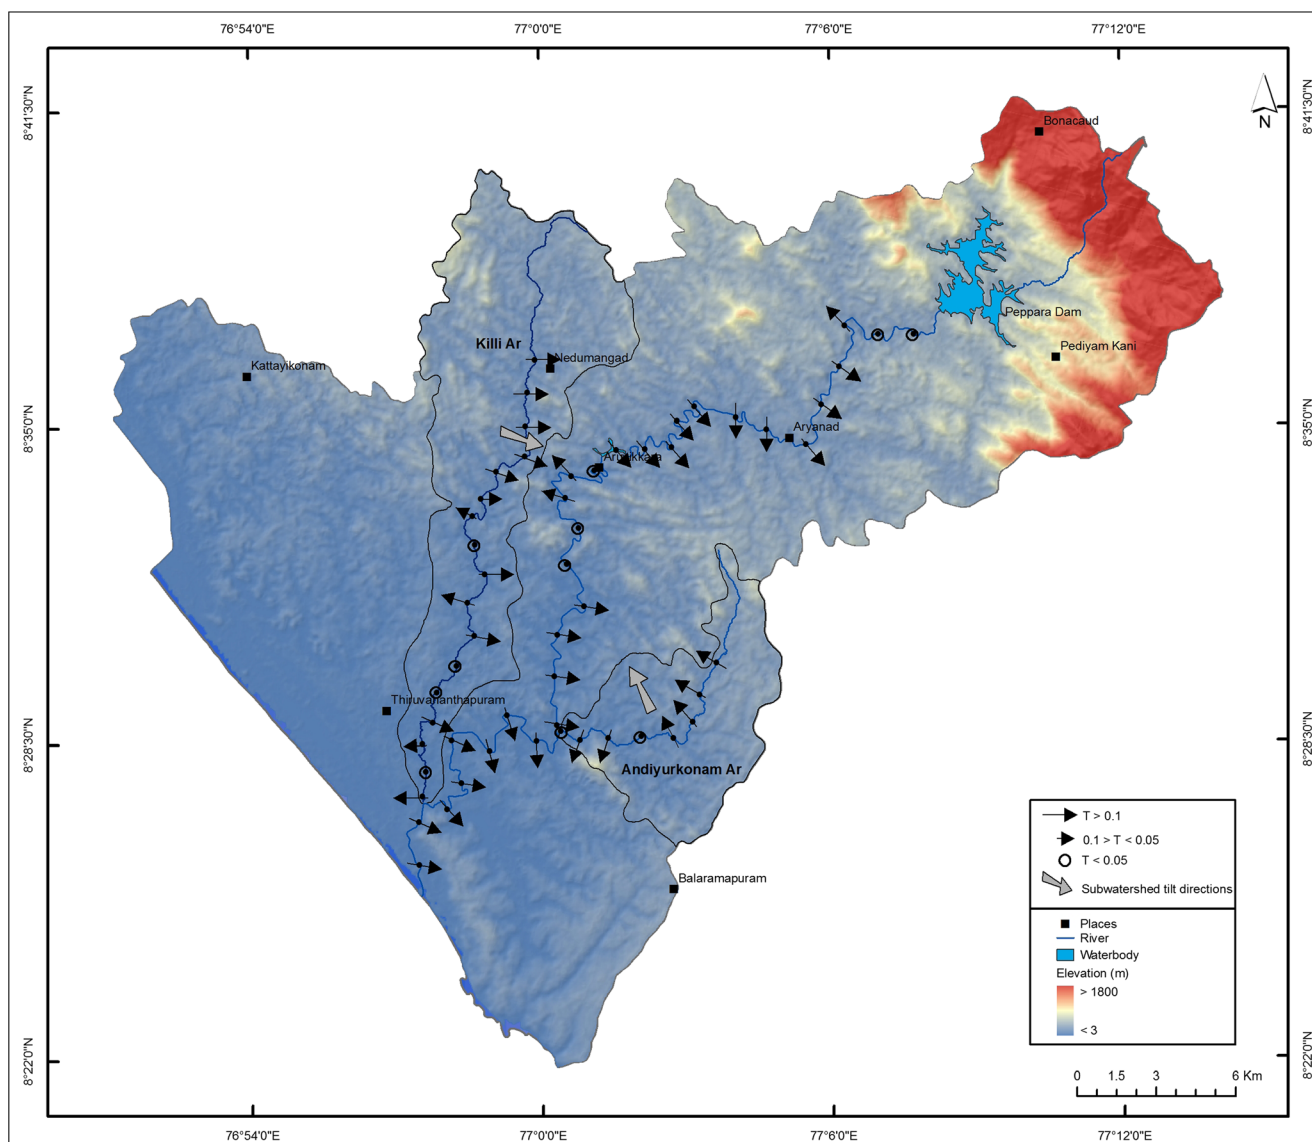 76°54'0"E 77°0'0"E 77°6'0"E 77°12'0"E
8°41'30"N 8°41'30"N
N
Bonacaud
Peppara Dam
Killi Ar
Nedumangad
Pediyam Kani
Kattayikonam
8°35'0"N 8°35'0"N
Aryanad
Aruvikkara
Thiruvananthapuram
8°28'30"N 8°28'30"N
Andiyurkonam Ar
T > 0.1
0.1 > T < 0.05
T < 0.05
Balaramapuram
Subwatershed tilt directions
Places
River
Waterbody
Elevation (m)
> 1800
< 3
8°22'0"N 8°22'0"N
0 1.5 3 6 Km
76°54'0"E 77°0'0"E 77°6'0"E 77°12'0"E